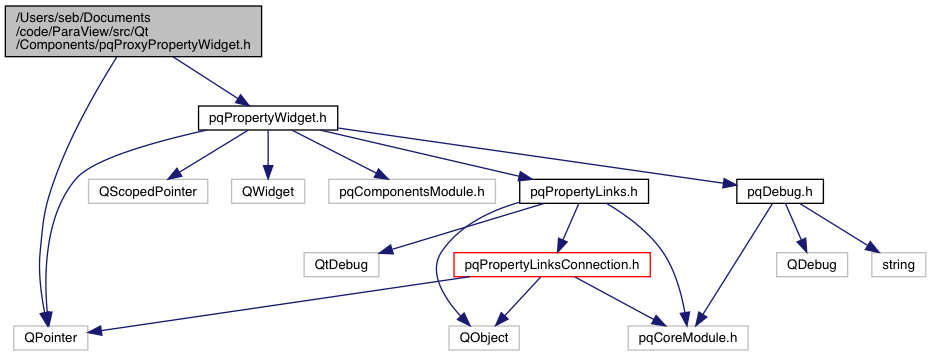 /Users/seb/Documents
/code/ParaView/src/Qt
/Components/pqProxyPropertyWidget.h
pqPropertyWidget.h
QScopedPointer
QWidget
pqComponentsModule.h
pqPropertyLinks.h
pqDebug.h
QtDebug
pqPropertyLinksConnection.h
QDebug
string
QPointer
QObject
pqCoreModule.h